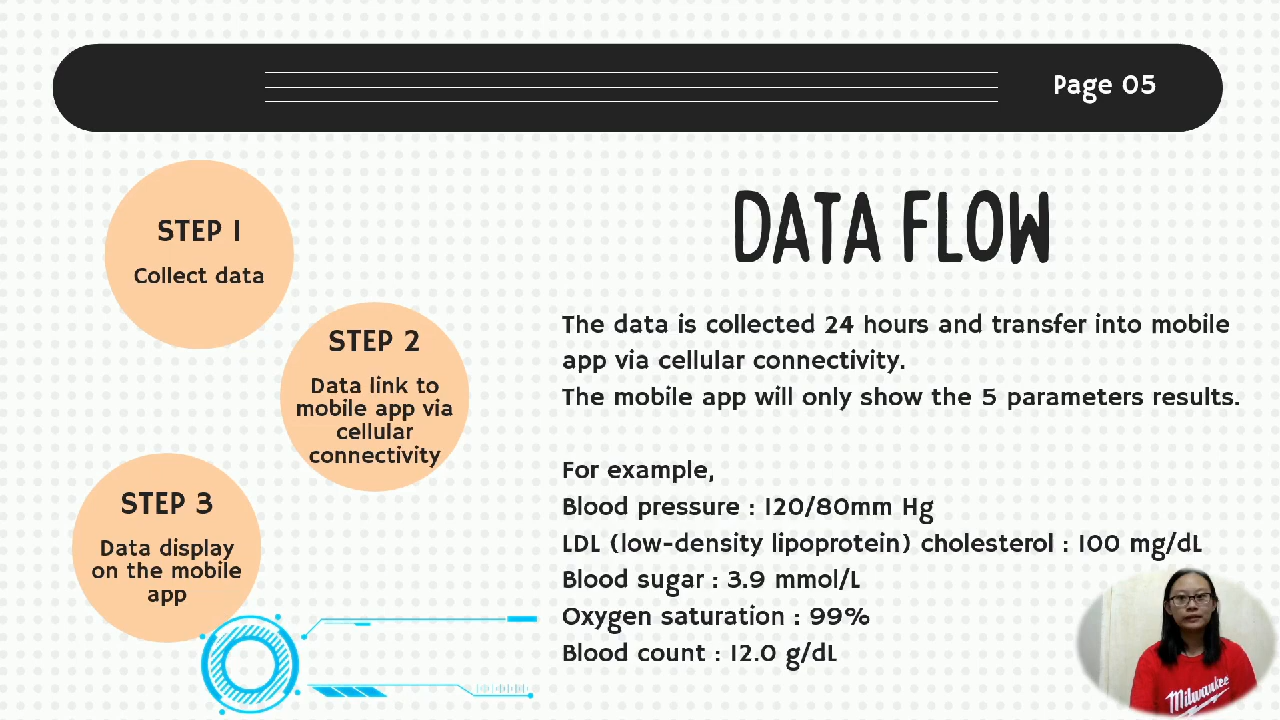 Page 05
STEP 1
Collect data
STEP 2
Data link to
mobile app via
cellular
connectivity
STEP 3
Data display
on the mobile
app
DATA FLOW
The data is collected 24 hours and transfer into mobile
app via cellular connectivity.
The mobile app will only show the 5 parameters results.
For example,
Blood pressure : 120/80mm Hg
LDL (low-density lipoprotein) cholesterol : 100 mg/dL
Blood sugar : 3.9 mmol/L
Oxygen saturation : 99%
Blood count : 12.0 g/dL
Milwaukee